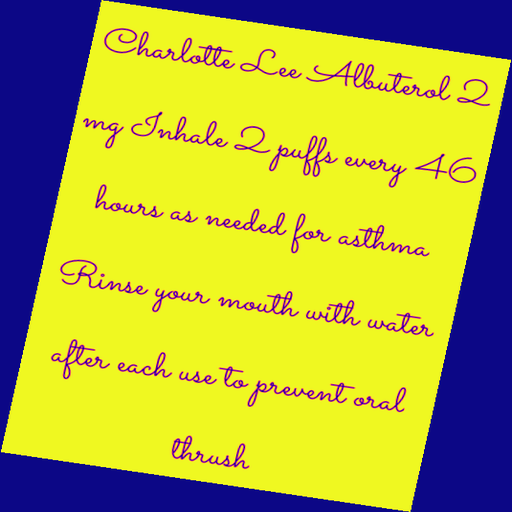 Charlotte Lee Albuterol 2
mg Inhale 2 puffs every 46
hours as needed for asthma
Rinse your mouth with water
after each use to prevent oral
thrush